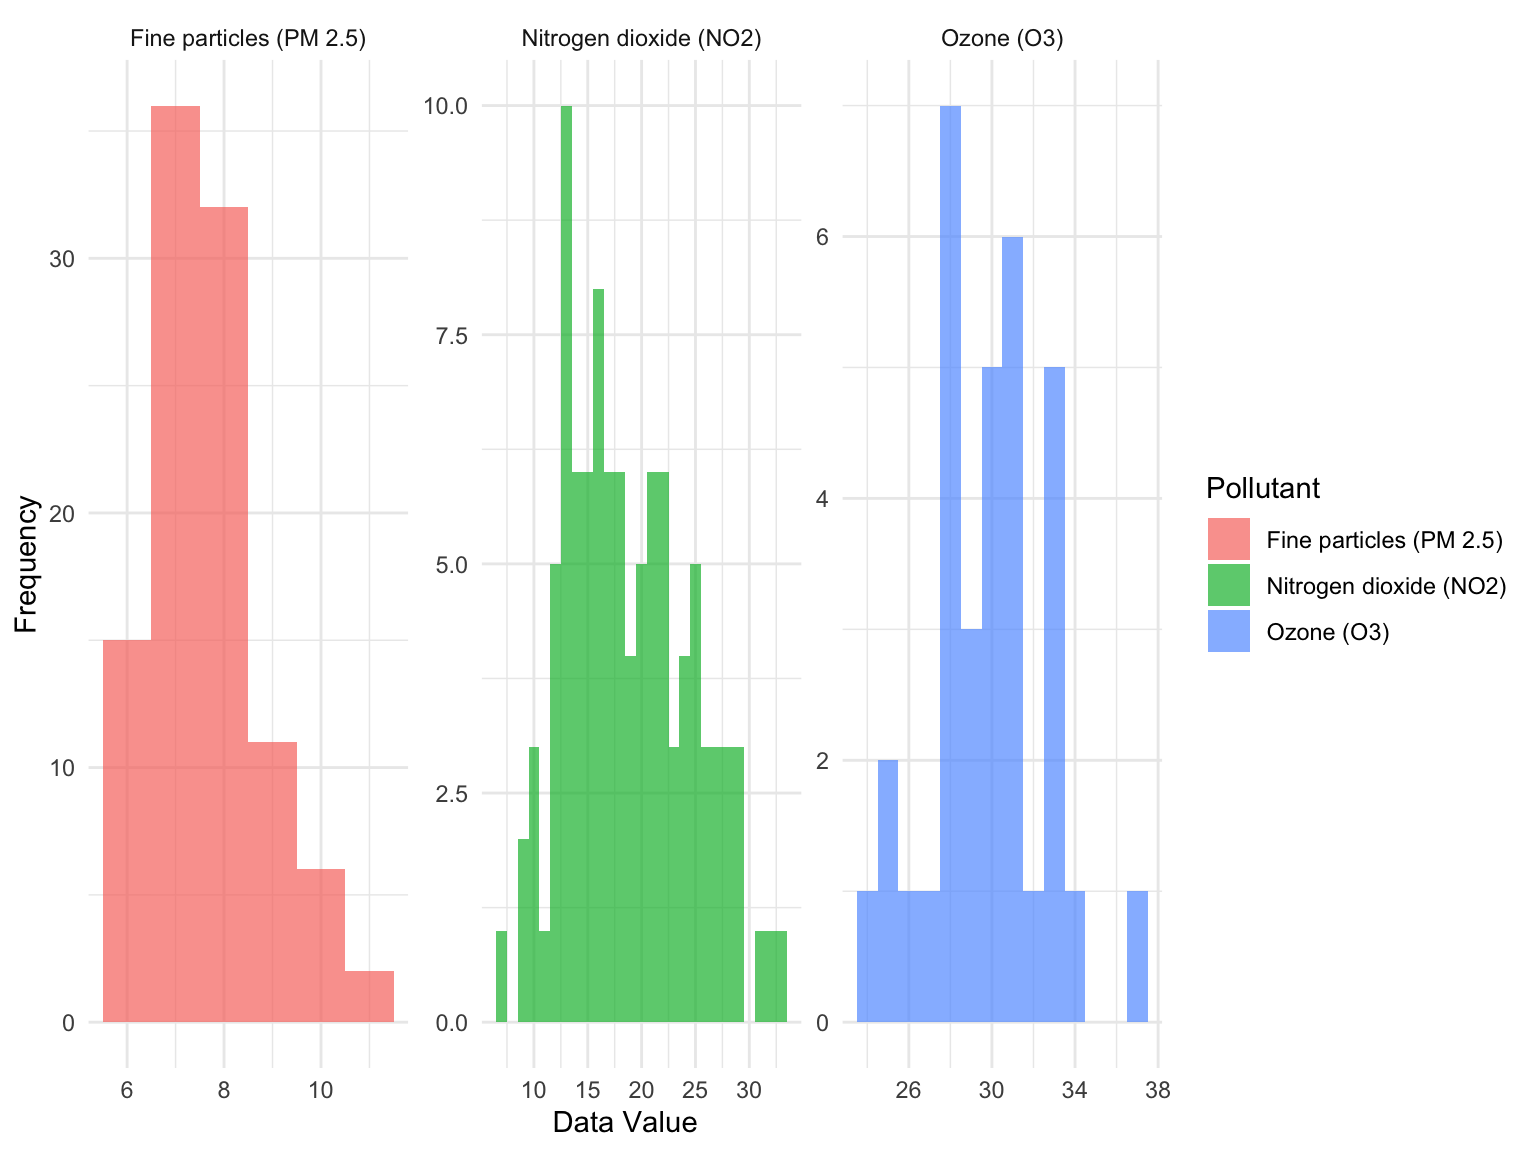 Fine particles (PM 2.5)
Nitrogen dioxide (NO2)
Ozone (O3)
Frequency
30
20
10
0
10.0
7.5
5.0
2.5
0.0
6
4
2
0
6 8 10
10 15 20 25 30
26 30 34 38
Data Value
Pollutant
Fine particles (PM 2.5)
Nitrogen dioxide (NO2)
Ozone (O3)